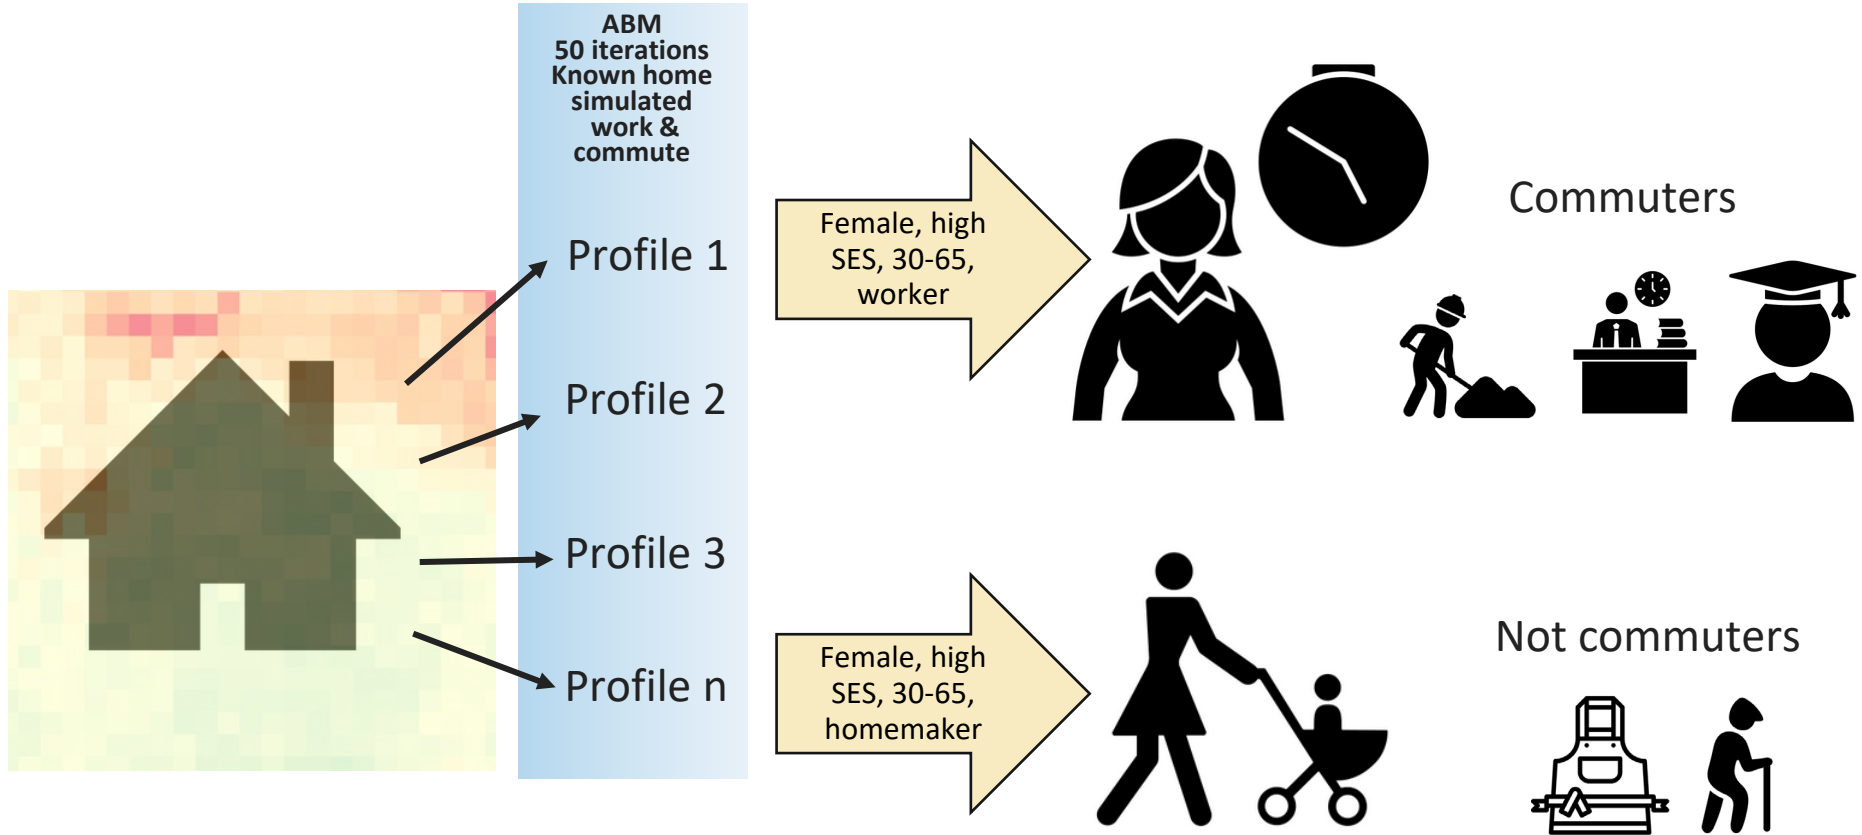 ABM
50 iterations
Known home
simulated
work &
commute
Profile 1
Profile 2
Profile 3
Profile n
Female, high
SES, 30-65,
worker
Commuters
Female, high
SES, 30-65,
homemaker
Not commuters